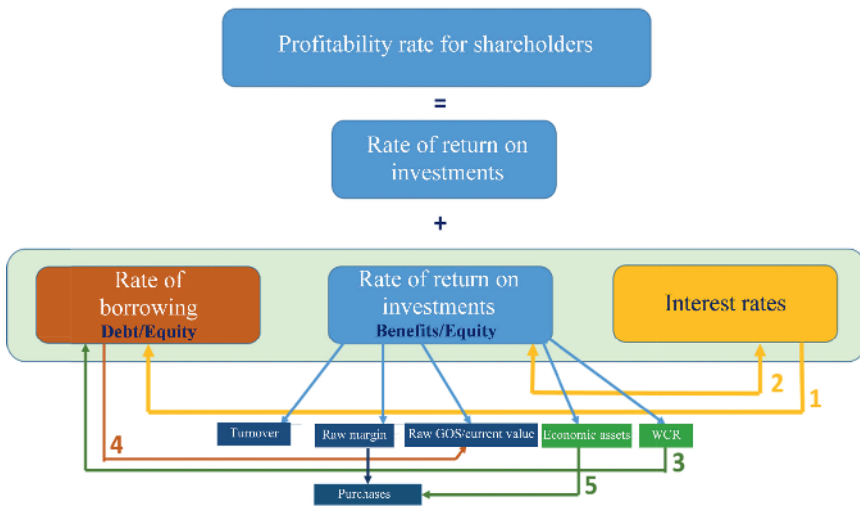 Profitability rate for shareholders
=
Rate of return on
investments
+
Rate of
borrowing
Debt/Equity
Rate of return on
investments
Benefits/Equity
Interest rates
2
1
Turnover
Raw margin
Raw GOS/current value
Economic assets
WCR
4
3
5
Purchases